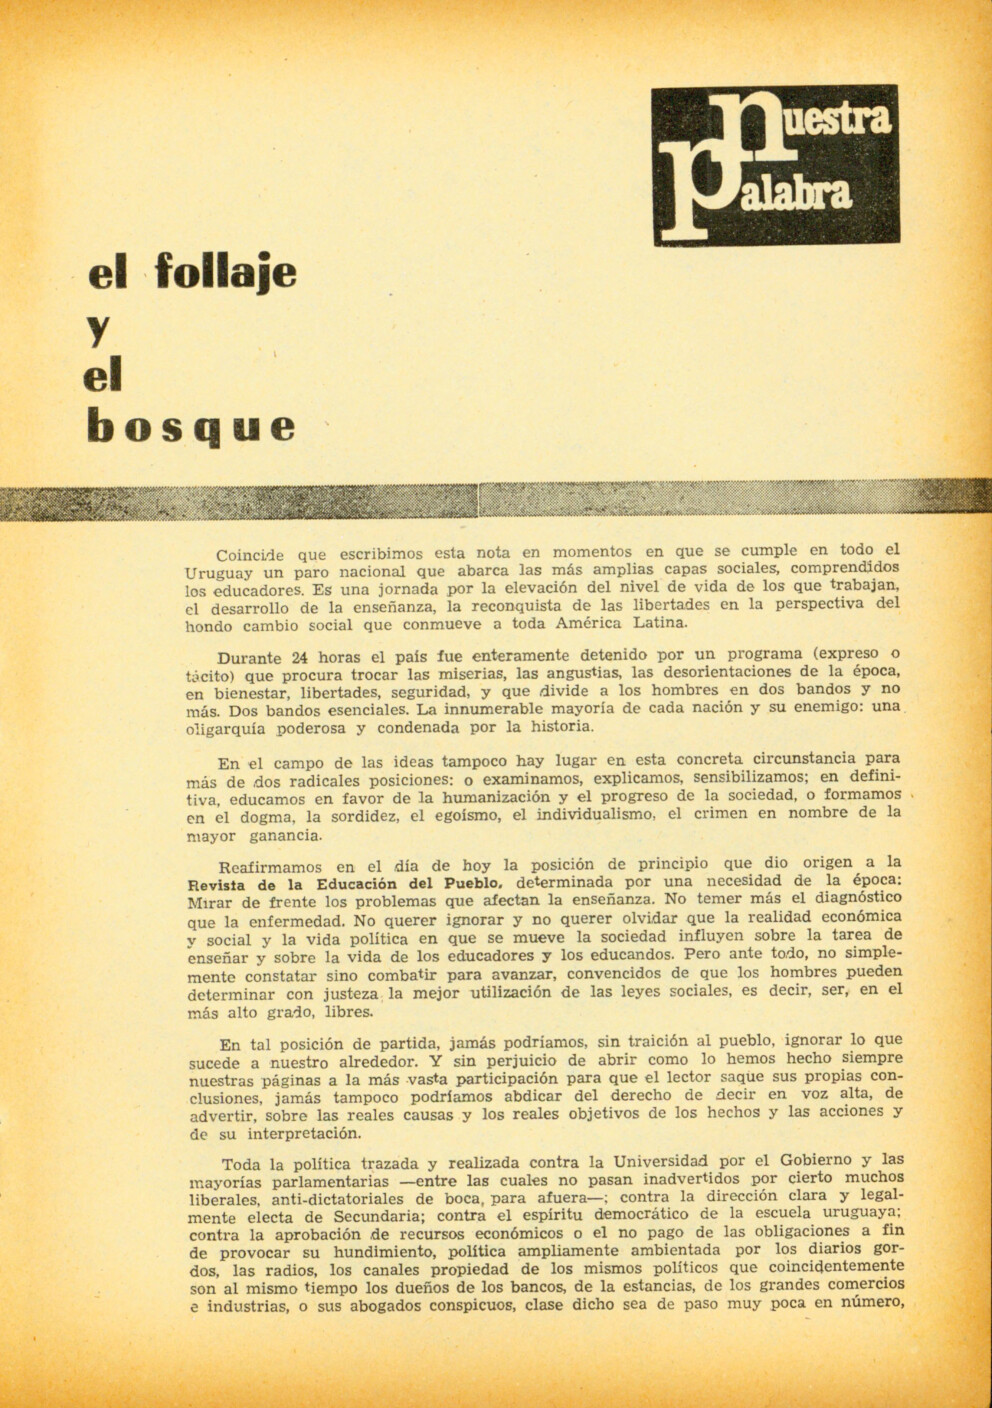 nuestra
palabra
el follaje
y
el
bosque
Coincide que escribimos esta nota en momentos en que se cumple en todo el
Uruguay un paro nacional que abarca las más amplias capas sociales, comprendidos
los educadores. Es una jornada por la elevación del nivel de vida de los que trabajan,
el desarrollo de la enseñanza, la reconquista de las libertades en la perspectiva del
hondo cambio social que conmueve a toda América Latina.
Durante 24 horas el país fue enteramente detenido por un programa (expreso o
tácito) que procura trocar las miserias, las angustias, las desorientaciones de la época,
en bienestar, libertades, seguridad, y que divide a los hombres en dos bandos y no
más. Dos bandos esenciales. La innumerable mayoría de cada nación y su enemigo: una
oligarquía poderosa y condenada por la historia.
En el campo de las ideas tampoco hay lugar en esta concreta circunstancia para
más de dos radicales posiciones: o examinamos, explicamos, sensibilizamos; en defini-
tiva, educamos en favor de la humanización y el progreso de la sociedad, o formamos
en el dogma, la sordidez, el egoísmo, el individualismo, el crimen en nombre de la
mayor ganancia.
Reafirmamos en el día de hoy la posición de principio que dio origen a la
Revista de la Educación del Pueblo, determinada por una necesidad de la época:
Mirar de frente los problemas que afectan la enseñanza. No temer más el diagnóstico
que la enfermedad. No querer ignorar y no querer olvidar que la realidad económica
y social y la vida política en que se mueve la sociedad influyen sobre la tarea de
enseñar y sobre la vida de los educadores y los educandos. Pero ante todo, no simple-
mente constatar sino combatir para avanzar, convencidos de que los hombres pueden
determinar con justeza la mejor utilización de las leyes sociales, es decir, ser, en el
más alto grado, libres.
En tal posición de partida, jamás podríamos, sin traición al pueblo, ignorar lo que
sucede a nuestro alrededor. Y sin perjuicio de abrir como lo hemos hecho siempre
nuestras páginas a la más vasta participación para que el lector saque sus propias con-
clusiones, jamás tampoco podríamos abdicar del derecho de decir en voz alta, de
advertir, sobre las reales causas y los reales objetivos de los hechos y las acciones y
de su interpretación.
Toda la política trazada y realizada contra la Universidad por el Gobierno y las
mayorías parlamentarias —entre las cuales no pasan inadvertidos por cierto muchos
liberales, anti-dictatoriales de boca, para afuera—; contra la dirección clara y legal-
mente electa de Secundaria; contra el espíritu democrático de la escuela uruguaya;
contra la aprobación de recursos económicos o el no pago de las obligaciones a fin
de provocar su hundimiento, política ampliamente ambientada por los diarios gor-
dos, las radios, los canales propiedad de los mismos políticos que coincidentemente
son al mismo tiempo los dueños de los bancos, de la estancias, de los grandes comercios
e industrias, o sus abogados conspicuos, clase dicho sea de paso muy poca en número,